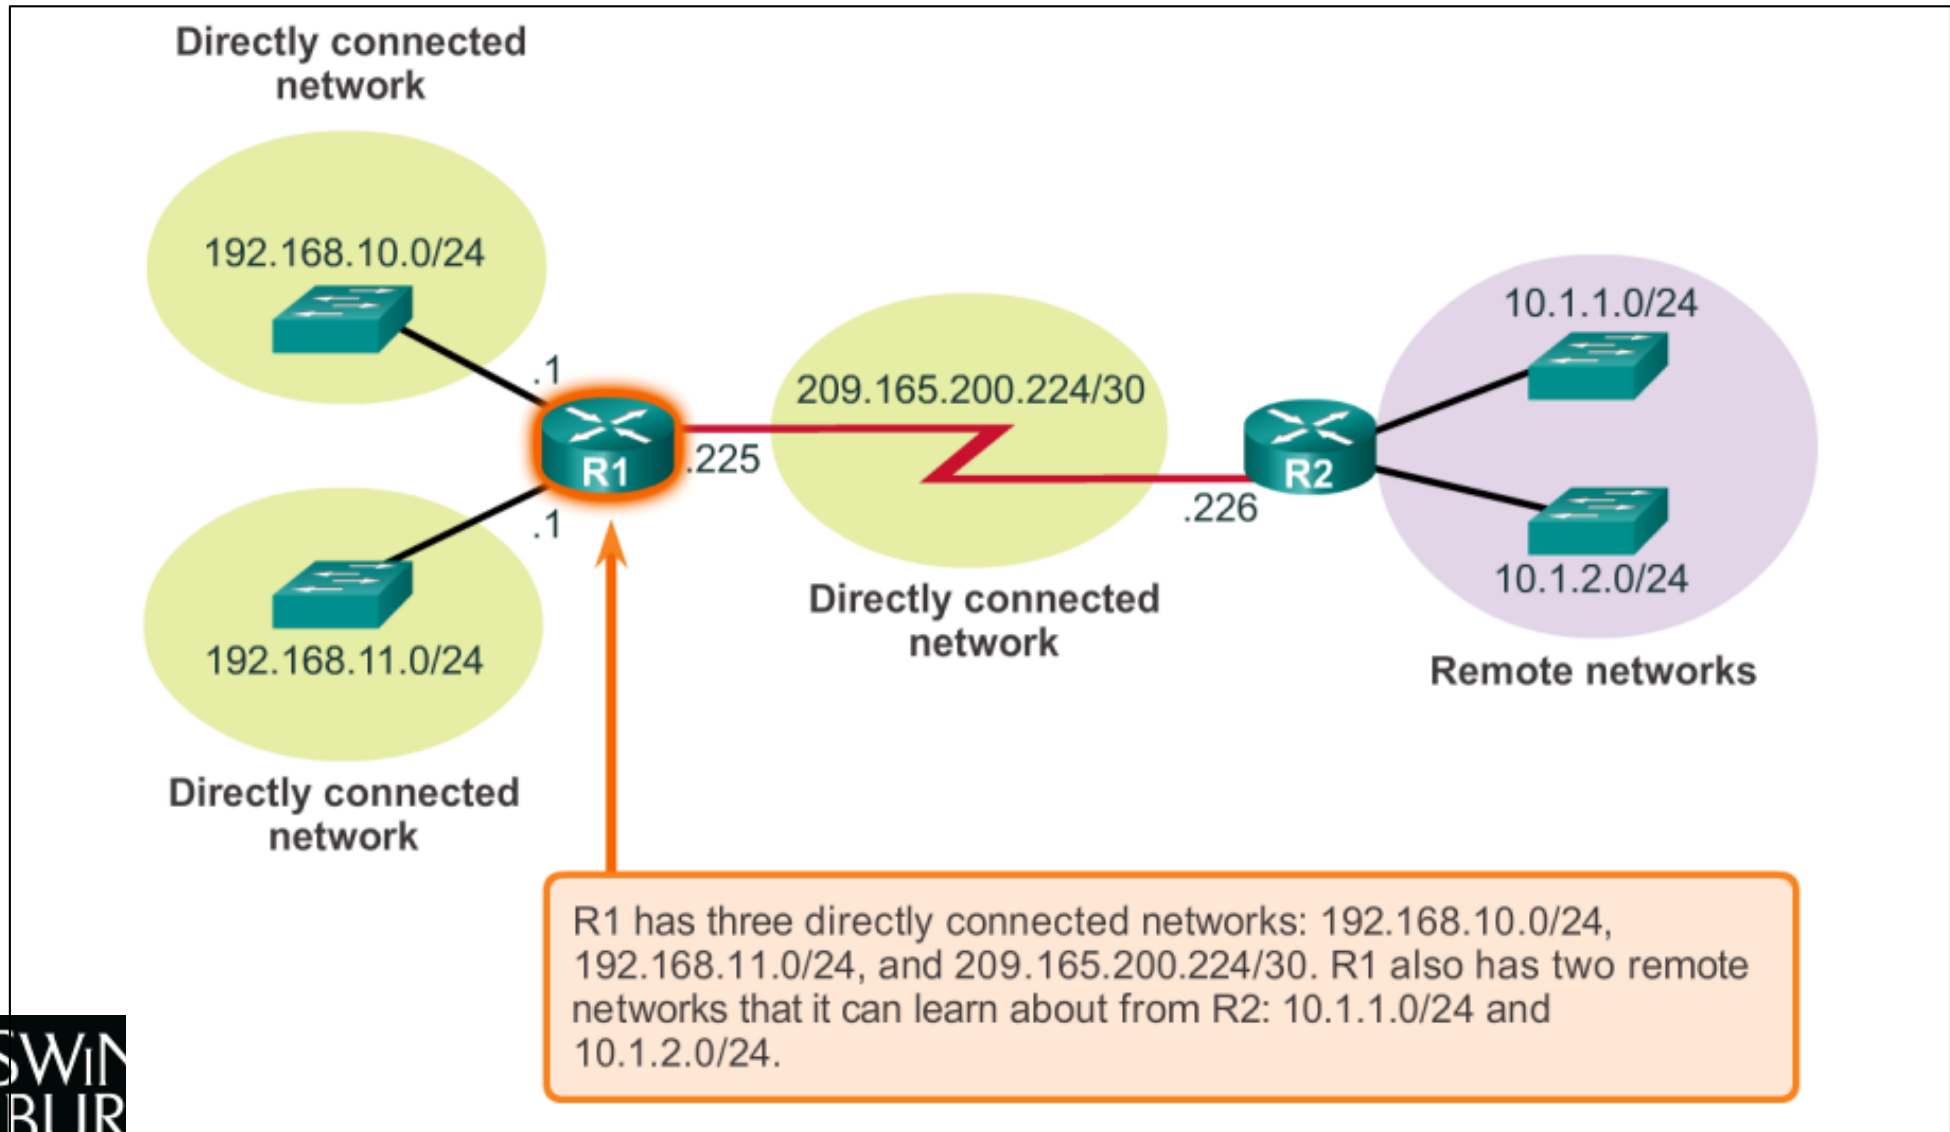 Directly connected
network
192.168.10.0/24
.1
R1
.225
.1
192.168.11.0/24
Directly connected
network
209.165.200.224/30
.226
Directly connected
network
R2
10.1.1.0/24
10.1.2.0/24
Remote networks
R1 has three directly connected networks: 192.168.10.0/24,
192.168.11.0/24, and 209.165.200.224/30. R1 also has two remote
networks that it can learn about from R2: 10.1.1.0/24 and
10.1.2.0/24.
SWIN
BUR